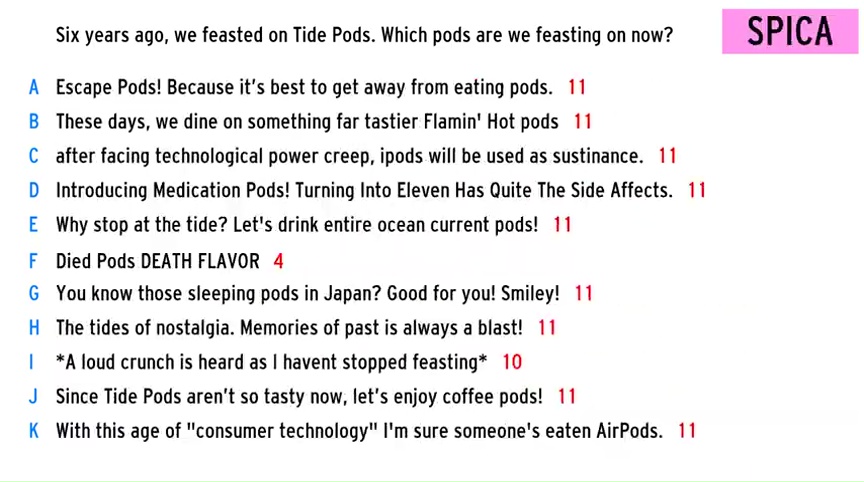 Six years ago, we feasted on Tide Pods. Which pods are we feasting on now?
SPICA
A Escape Pods! Because it's best to get away from eating pods. 11
B These days, we dine on something far tastier Flamin' Hot pods 11
C after facing technological power creep, ipods will be used as sustinance. 11
D Introducing Medication Pods! Turning Into Eleven Has Quite The Side Affects. 11
E Why stop at the tide? Let's drink entire ocean current pods! 11
F Died Pods DEATH FLAVOR 4
G You know those sleeping pods in Japan? Good for you! Smiley! 11
H The tides of nostalgia. Memories of past is always a blast! 11
I *A loud crunch is heard as I havent stopped feasting* 10
J Since Tide Pods aren't so tasty now, let's enjoy coffee pods! 11
K With this age of "consumer technology" I'm sure someone's eaten AirPods. 11